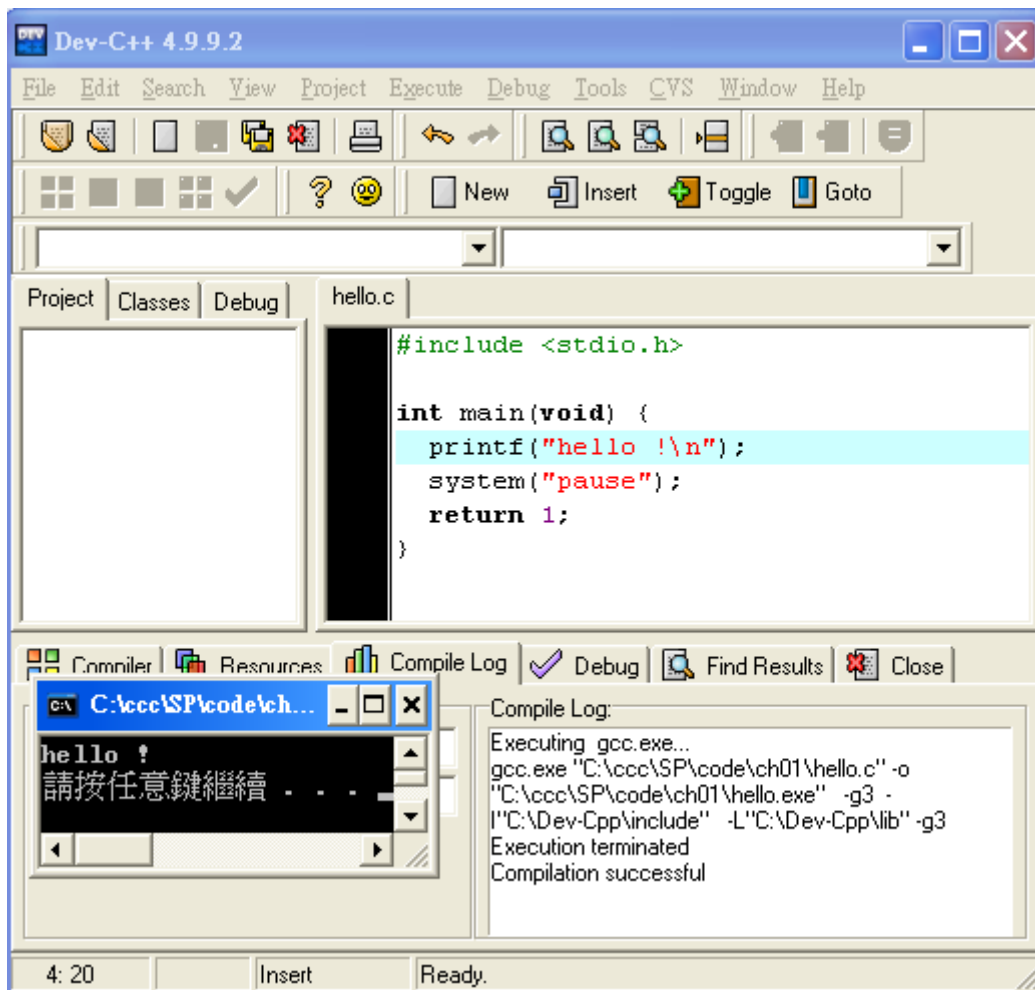 Dev-C++ 4.9.9.2
File Edit Search View Project Execute Debug Tools CVS Window Help
New Insert Toggle Goto
Project Classes Debug hello.c
#include <stdio.h>
int main(void) {
printf("hello !\n");
system("pause");
return 1;
}
Compiler Resources Compile Log Debug Find Results Close
C:\ccc\SP\code\ch...
hello !
請按任意鍵繼續 . . .
Compile Log:
Executing gcc.exe...
gcc.exe "C:\ccc\SP\code\ch01\hello.c" -o
"C:\ccc\SP\code\ch01\hello.exe" -g3 -
I"C:\Dev-Cpp\include" -L"C:\Dev-Cpp\lib" -g3
Execution terminated
Compilation successful
4: 20 Insert Ready.